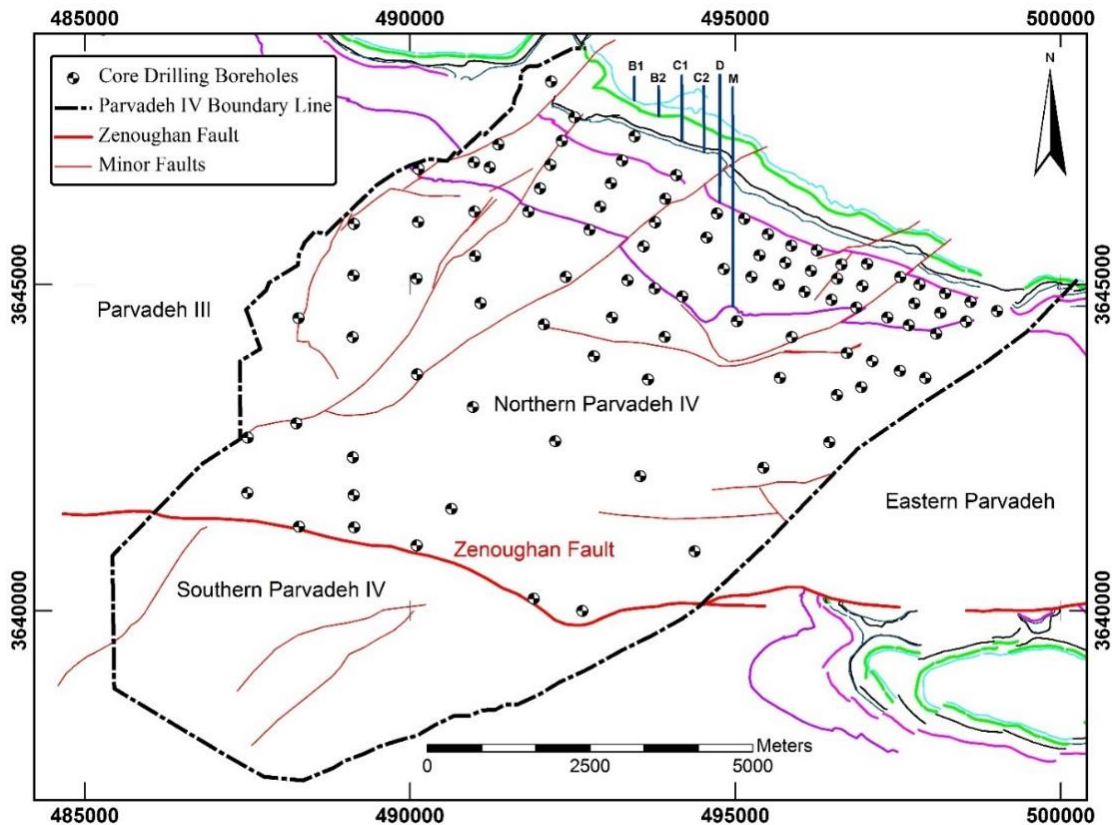 485000 490000 495000 500000
Core Drilling Boreholes
Parvadeh IV Boundary Line
Zenoughan Fault
Minor Faults
B1 B2 C1 C2 D M
N
3645000 3645000
Parvadeh III
Northern Parvadeh IV
Eastern Parvadeh
Zenoughan Fault
Southern Parvadeh IV
3640000 3640000
Meters
0 2500 5000
485000 490000 495000 500000